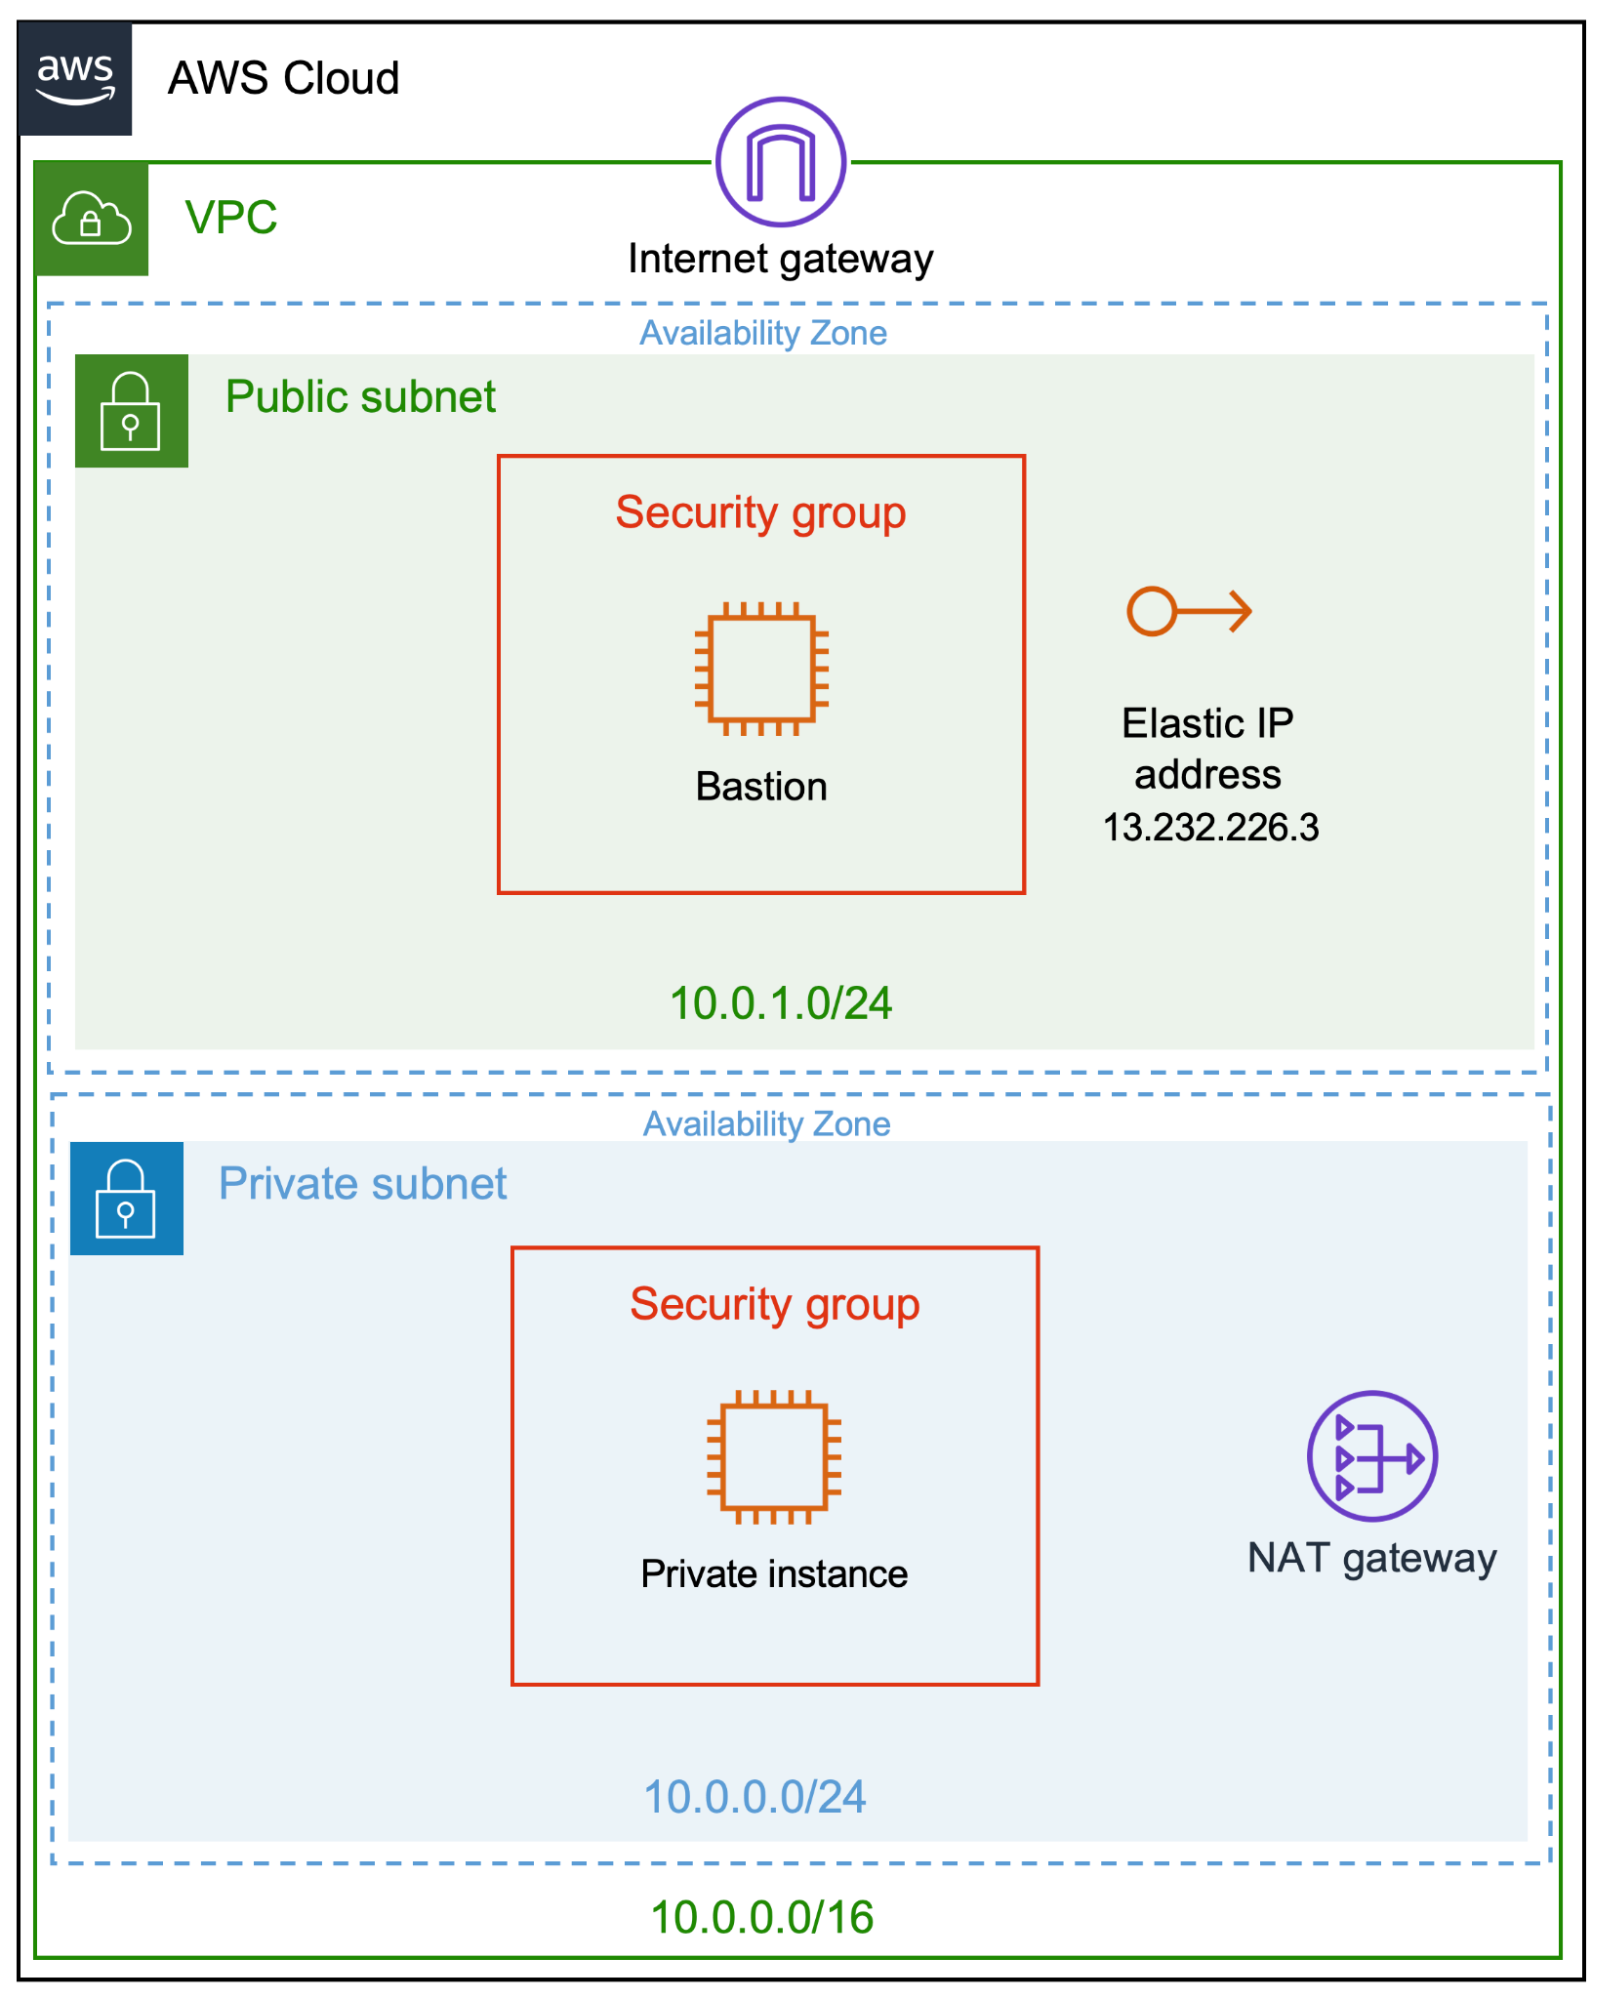 aws
AWS Cloud
VPC
Internet gateway
Availability Zone
Public subnet
Security group
Bastion
Elastic IP
address
13.232.226.3
10.0.1.0/24
Availability Zone
Private subnet
Security group
Private instance
NAT gateway
10.0.0.0/24
10.0.0.0/16